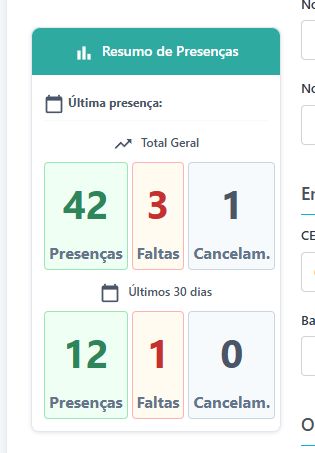 Resumo de Presenças
Última presença:
Total Geral
42 3 1
Presenças Faltas Cancelam.
Últimos 30 dias
12 1 0
Presenças Faltas Cancelam.
No
No
En
CE
Ba
O